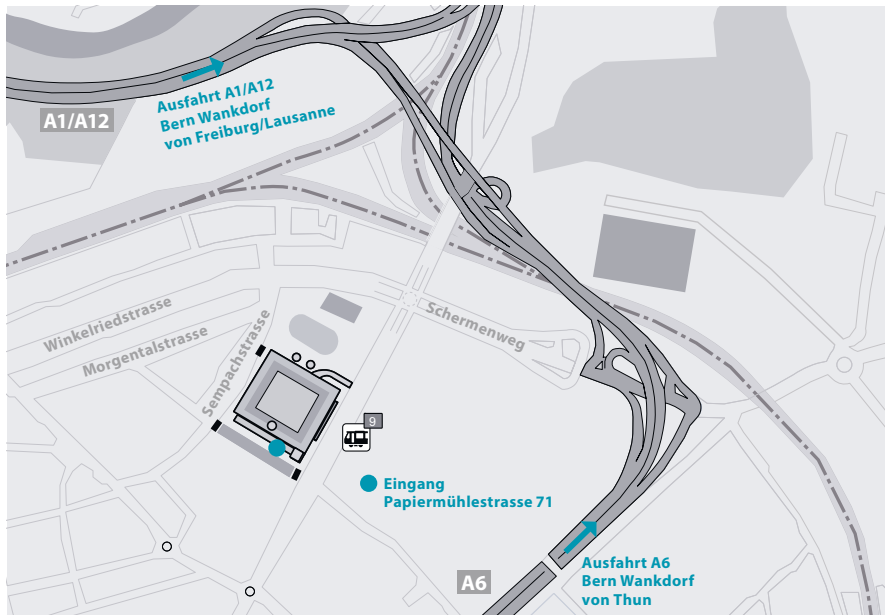 Ausfahrt A1/A12
Bern Wankdorf
von Freiburg/Lausanne
A1/A12
Winkelriedstrasse
Morgentalstrasse
Sempachstrasse
Schermenweg
9
Eingang
Papiermühlestrasse 71
Ausfahrt A6
Bern Wankdorf
von Thun
A6